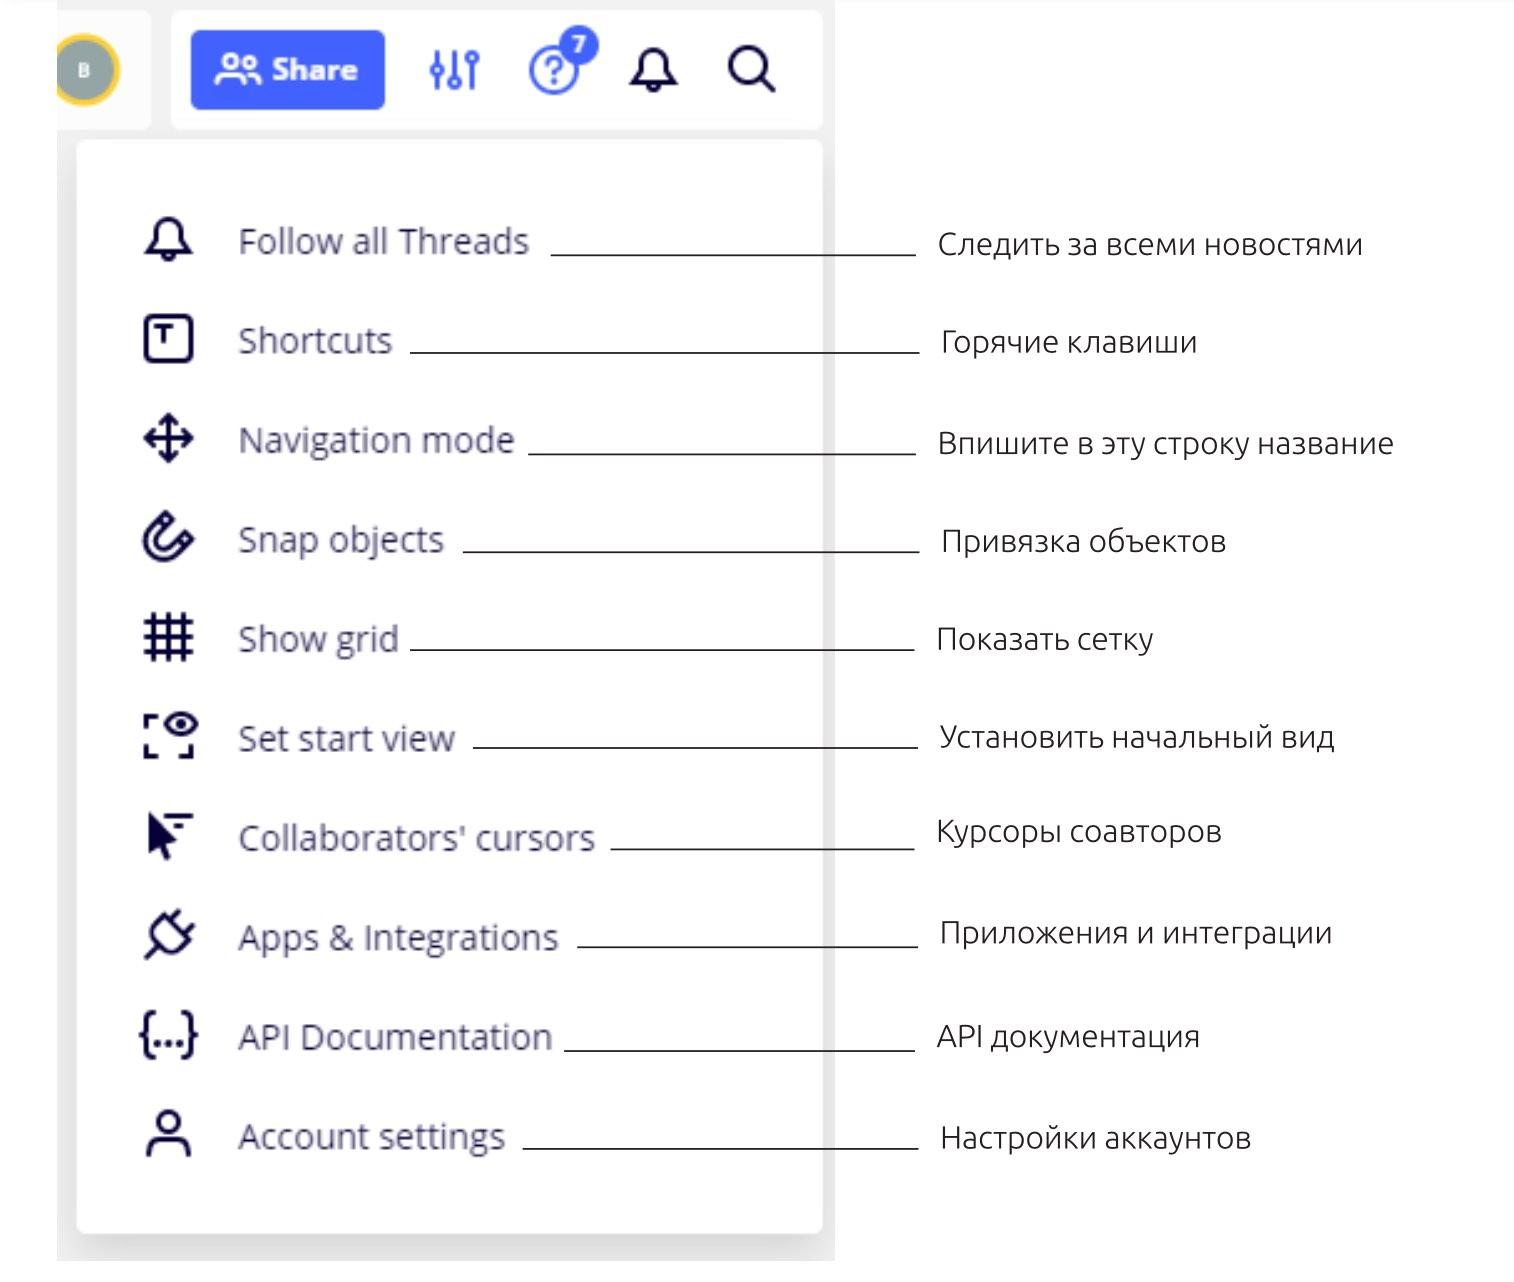 B
Share
7
Follow all Threads Следить за всеми новостями
Shortcuts Горячие клавиши
Navigation mode Впишите в эту строку название
Snap objects Привязка объектов
Show grid Показать сетку
Set start view Установить начальный вид
Collaborators' cursors Курсоры соавторов
Apps & Integrations Приложения и интеграции
API Documentation API документация
Account settings Настройки аккаунтов